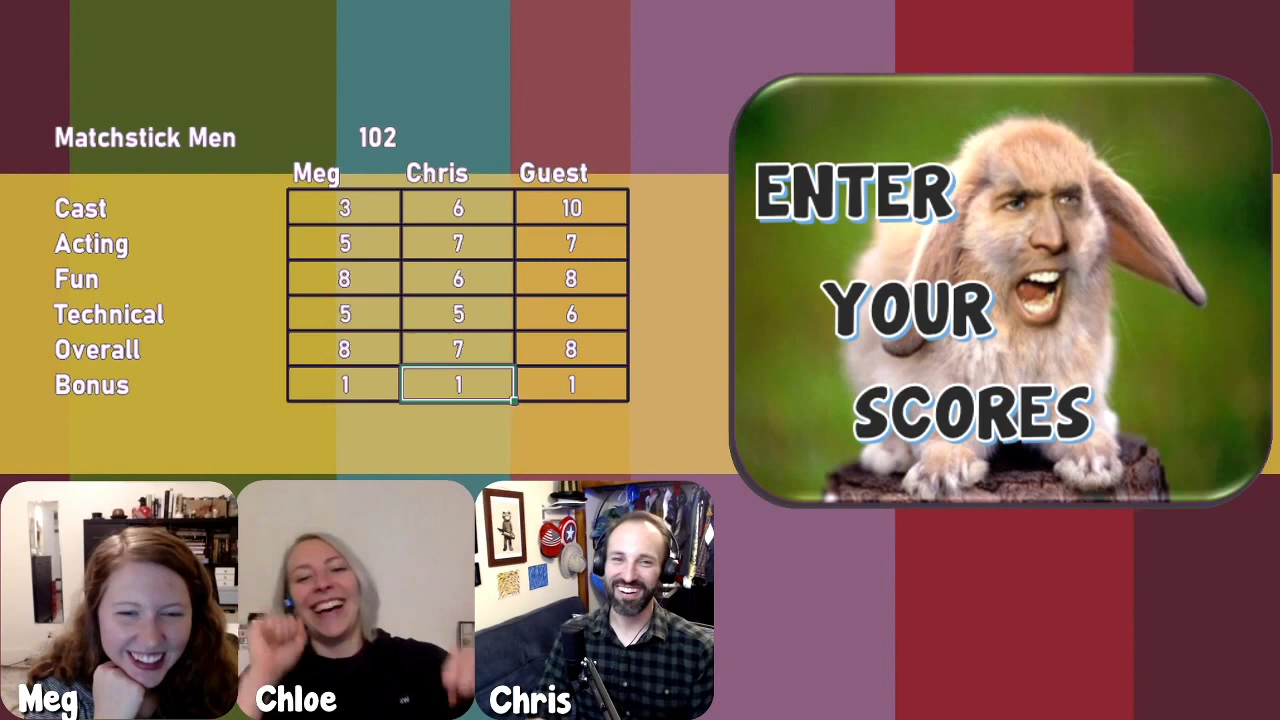 Matchstick Men 102
Meg Chris Guest
Cast 3 6 10
Acting 5 7 7
Fun 8 6 8
Technical 5 5 6
Overall 8 7 8
Bonus 1 1 1
ENTER
YOUR
SCORES
Meg
Chloe
Chris